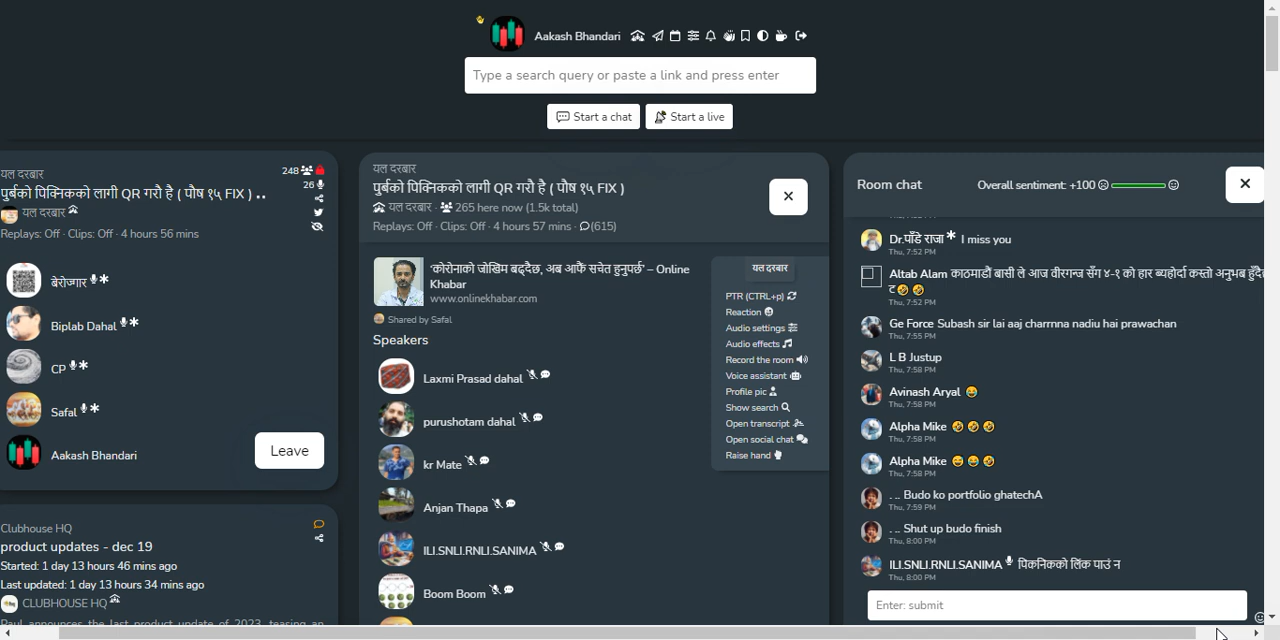 Aakash Bhandari
Type a search query or paste a link and press enter
Start a chat
Start a live
यल दरबार
248
पुर्बको पिक्निकको लागी QR गरौ है ( पौष १५ FIX ) ..
26
यल दरबार
Replays: Off · Clips: Off · 4 hours 56 mins
बेरोज्गार
Biplab Dahal
CP
Safal
Aakash Bhandari
Leave
Clubhouse HQ
product updates - dec 19
Started: 1 day 13 hours 46 mins ago
Last updated: 1 day 13 hours 34 mins ago
CLUBHOUSE HQ
Paul announces the last product update of 2023, teasing an
यल दरबार
पुर्बको पिक्निकको लागी QR गरौ है ( पौष १५ FIX )
यल दरबार · 265 here now (1.5k total)
Replays: Off · Clips: Off · 4 hours 57 mins · (615)
'कोरोनाको जोखिम बढ्दैछ, अब आकैं सचेत हुनुपर्छ' – Online
Khabar
www.onlinekhabar.com
Shared by Safal
Speakers
Laxmi Prasad dahal
purushotam dahal
kr Mate
Anjan Thapa
ILI.SNLI.RNLI.SANIMA
Boom Boom
यल दरबार
PTR (CTRL+p)
Reaction
Audio settings
Audio effects
Record the room
Voice assistant
Profile pic
Show search
Open transcript
Open social chat
Raise hand
Room chat
Overall sentiment: +100
Dr.पाँडे राजा I miss you
Thu, 7:52 PM
Altab Alam काठमाडौं बासी ले आज वीरगन्ज सँग ४-१ को हार ब्यहोर्दा कस्तो अनुभब हुँदै
ट🤣🤣
Thu, 7:52 PM
Ge Force Subash sir lai aaj charrnna nadiu hai prawachan
Thu, 7:55 PM
L B Justup
Thu, 7:58 PM
Avinash Aryal 😂
Thu, 7:58 PM
Alpha Mike 🤣🤣🤣
Thu, 7:58 PM
Alpha Mike 😅😂🤣
Thu, 7:58 PM
. .. Budo ko portfolio ghatechA
Thu, 7:59 PM
. .. Shut up budo finish
Thu, 8:00 PM
ILI.SNLI.RNLI.SANIMA पिकनिकको लिंक पाउं न
Thu, 8:00 PM
Enter: submit